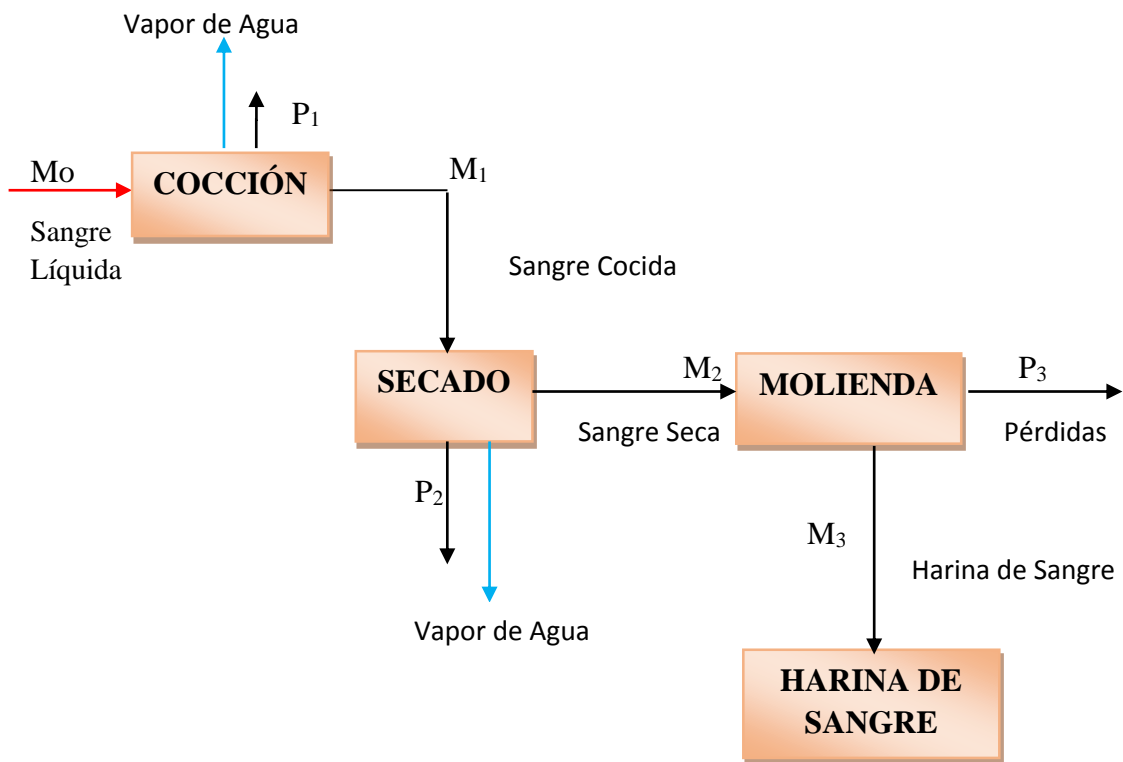 Vapor de Agua
P1
Mo
COCCIÓN
M1
Sangre
Líquida
Sangre Cocida
SECADO
M2
MOLIENDA
P3
Sangre Seca
Pérdidas
P2
M3
Harina de Sangre
Vapor de Agua
HARINA DE
SANGRE